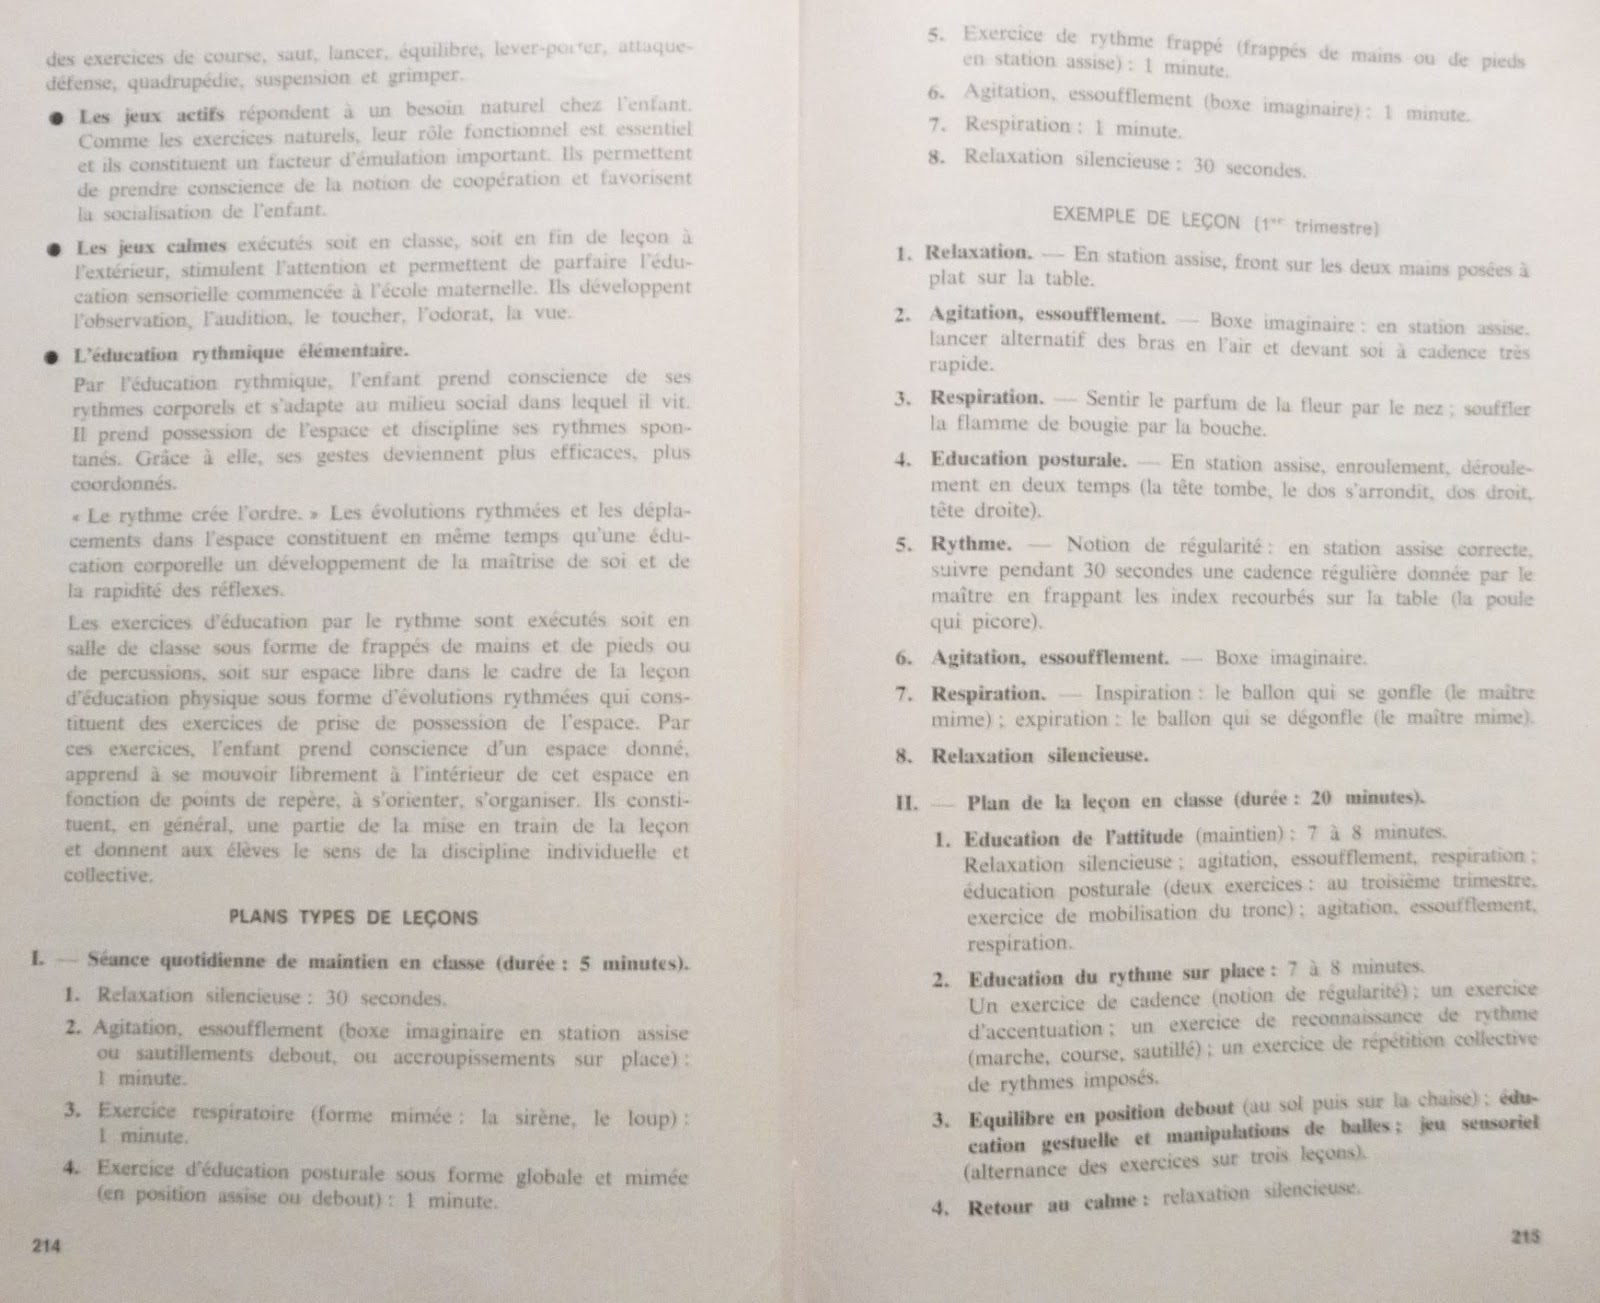 des exercices de course, saut, lancer, équilibre, lever-porter, attaque-
défense, quadrupédie, suspension et grimper.
● Les jeux actifs répondent à un besoin naturel chez l'enfant.
Comme les exercices naturels, leur rôle fonctionnel est essentiel
et ils constituent un facteur d'émulation important. Ils permettent
de prendre conscience de la notion de coopération et favorisent
la socialisation de l'enfant.
● Les jeux calmes exécutés soit en classe, soit en fin de leçon à
l'extérieur, stimulent l'attention et permettent de parfaire l'édu-
cation sensorielle commencée à l'école maternelle. Ils développent
l'observation, l'audition, le toucher, l'odorat, la vue.
● L'éducation rythmique élémentaire.
Par l'éducation rythmique, l'enfant prend conscience de ses
rythmes corporels et s'adapte au milieu social dans lequel il vit.
Il prend possession de l'espace et discipline ses rythmes spon-
tanés. Grâce à elle, ses gestes deviennent plus efficaces, plus
coordonnés.
« Le rythme crée l'ordre. » Les évolutions rythmées et les dépla-
cements dans l'espace constituent en même temps qu'une édu-
cation corporelle un développement de la maîtrise de soi et de
la rapidité des réflexes.
Les exercices d'éducation par le rythme sont exécutés soit en
salle de classe sous forme de frappés de mains et de pieds ou
de percussions, soit sur espace libre dans le cadre de la leçon
d'éducation physique sous forme d'évolutions rythmées qui cons-
tituent des exercices de prise de possession de l'espace. Par
ces exercices, l'enfant prend conscience d'un espace donné,
apprend à se mouvoir librement à l'intérieur de cet espace en
fonction de points de repère, à s'orienter, s'organiser. Ils consti-
tuent, en général, une partie de la mise en train de la leçon
et donnent aux élèves le sens de la discipline individuelle et
collective.
PLANS TYPES DE LEÇONS
I. — Séance quotidienne de maintien en classe (durée : 5 minutes).
1. Relaxation silencieuse : 30 secondes.
2. Agitation, essoufflement (boxe imaginaire en station assise
ou sautillements debout, ou accroupissements sur place) :
1 minute.
3. Exercice respiratoire (forme mimée : la sirène, le loup) :
1 minute.
4. Exercice d'éducation posturale sous forme globale et mimée
(en position assise ou debout) : 1 minute.
214
5. Exercice de rythme frappé (frappés de mains ou de pieds
en station assise) : 1 minute.
6. Agitation, essoufflement (boxe imaginaire) : 1 minute.
7. Respiration : 1 minute.
8. Relaxation silencieuse : 30 secondes.
EXEMPLE DE LEÇON (1er trimestre)
1. Relaxation. — En station assise, front sur les deux mains posées à
plat sur la table.
2. Agitation, essoufflement. — Boxe imaginaire : en station assise.
lancer alternatif des bras en l'air et devant soi à cadence très
rapide.
3. Respiration. — Sentir le parfum de la fleur par le nez ; souffler
la flamme de bougie par la bouche.
4. Education posturale. — En station assise, enroulement, déroule-
ment en deux temps (la tête tombe, le dos s'arrondit, dos droit,
tête droite).
5. Rythme. — Notion de régularité : en station assise correcte,
suivre pendant 30 secondes une cadence régulière donnée par le
maître en frappant les index recourbés sur la table (la poule
qui picore).
6. Agitation, essoufflement. — Boxe imaginaire.
7. Respiration. — Inspiration : le ballon qui se gonfle (le maître
mime) ; expiration : le ballon qui se dégonfle (le maître mime).
8. Relaxation silencieuse.
II. — Plan de la leçon en classe (durée : 20 minutes).
1. Education de l'attitude (maintien) : 7 à 8 minutes.
Relaxation silencieuse ; agitation, essoufflement, respiration ;
éducation posturale (deux exercices : au troisième trimestre,
exercice de mobilisation du tronc) ; agitation, essoufflement,
respiration.
2. Education du rythme sur place : 7 à 8 minutes.
Un exercice de cadence (notion de régularité) ; un exercice
d'accentuation ; un exercice de reconnaissance de rythme
(marche, course, sautillé) ; un exercice de répétition collective
de rythmes imposés.
3. Equilibre en position debout (au sol puis sur la chaise) ; édu-
cation gestuelle et manipulations de balles ; jeu sensoriel
(alternance des exercices sur trois leçons).
4. Retour au calme : relaxation silencieuse.
215